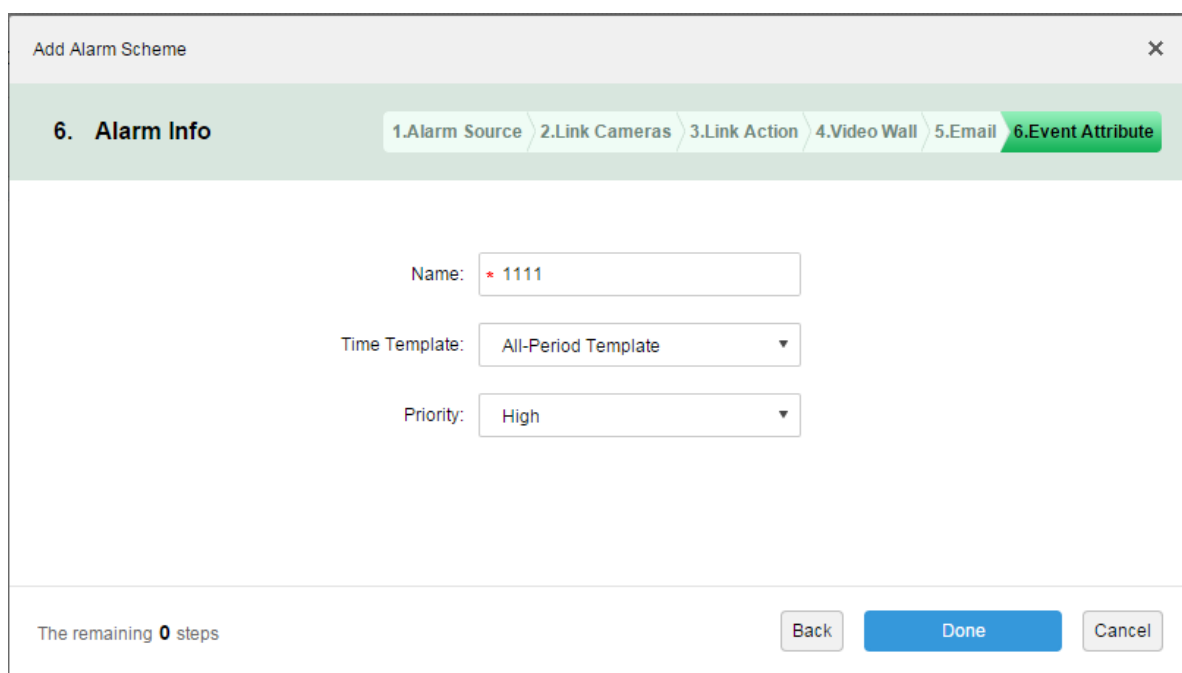 Add Alarm Scheme ×
6. Alarm Info 1.Alarm Source 2.Link Cameras 3.Link Action 4.Video Wall 5.Email 6.Event Attribute
Name: * 1111
Time Template: All-Period Template
Priority: High
The remaining 0 steps Back Done Cancel